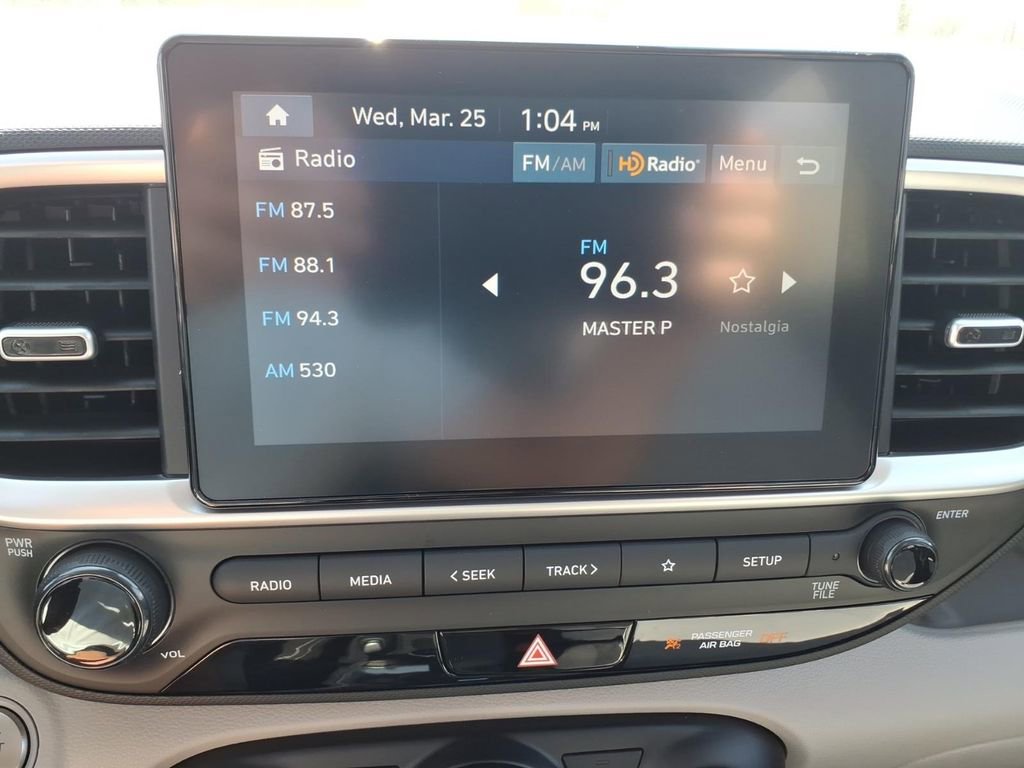 Wed, Mar. 25 1:04 PM
Radio FM/AM HD Radio® Menu
FM 87.5
FM 88.1
FM 94.3
AM 530
FM
96.3
MASTER P Nostalgia
PWR
PUSH
VOL
RADIO MEDIA < SEEK TRACK > SETUP
TUNE
FILE
ENTER
PASSENGER
AIR BAG OFF